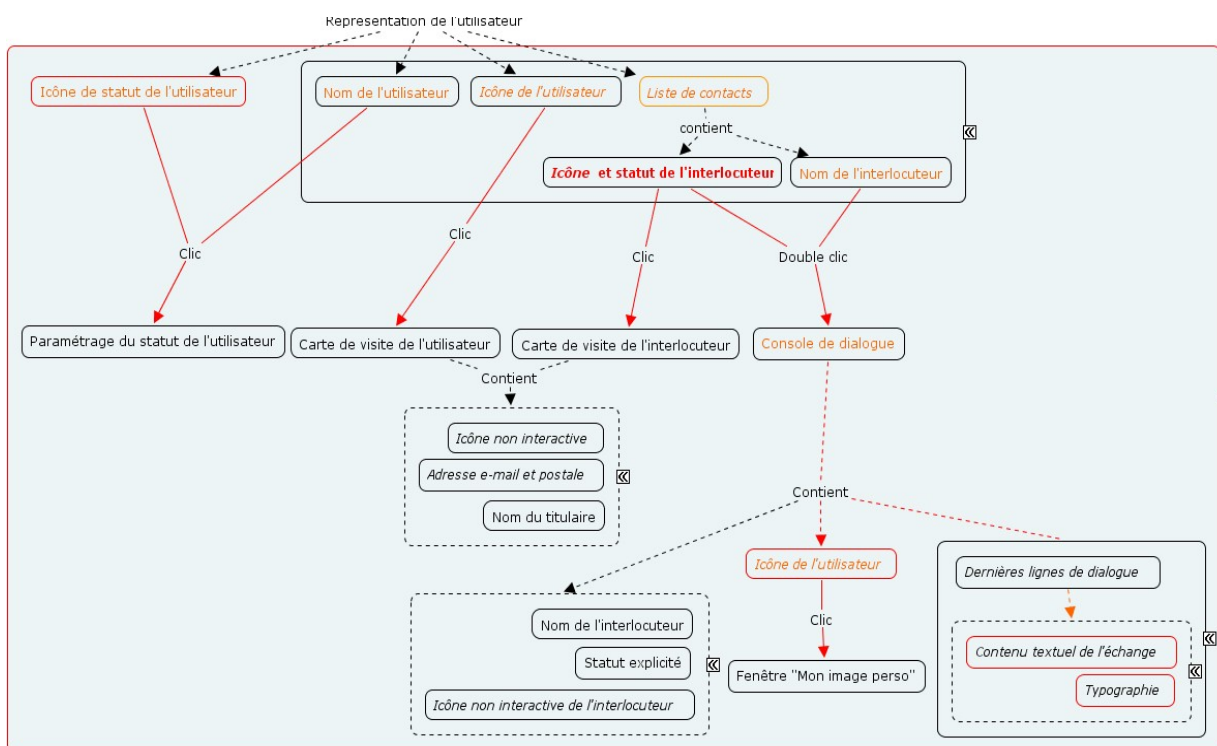 Representation de l'utilisateur
Icône de statut de l'utilisateur
Nom de l'utilisateur
Icône de l'utilisateur
Liste de contacts
contient
Icône et statut de l'interlocuteur
Nom de l'interlocuteur
Clic
Clic
Clic
Double clic
Paramétrage du statut de l'utilisateur
Carte de visite de l'utilisateur
Carte de visite de l'interlocuteur
Console de dialogue
Contient
Icône non interactive
Adresse e-mail et postale
Nom du titulaire
Contient
Icône de l'utilisateur
Dernières lignes de dialogue
Nom de l'interlocuteur
Clic
Statut explicité
Contenu textuel de l'échange
Fenêtre "Mon image perso"
Typographie
Icône non interactive de l'interlocuteur